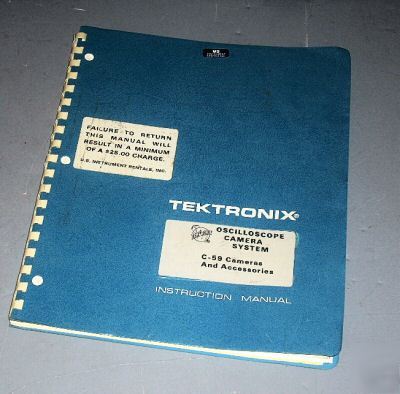 FAILURE TO RETURN
THIS MANUAL WILL
RESULT IN A MINIMUM
OF A $25.00 CHARGE.
U.S. INSTRUMENT RENTALS, INC.
TEKTRONIX®
OSCILLOSCOPE
CAMERA
SYSTEM
C-59 Cameras
And Accessories
INSTRUCTION MANUAL